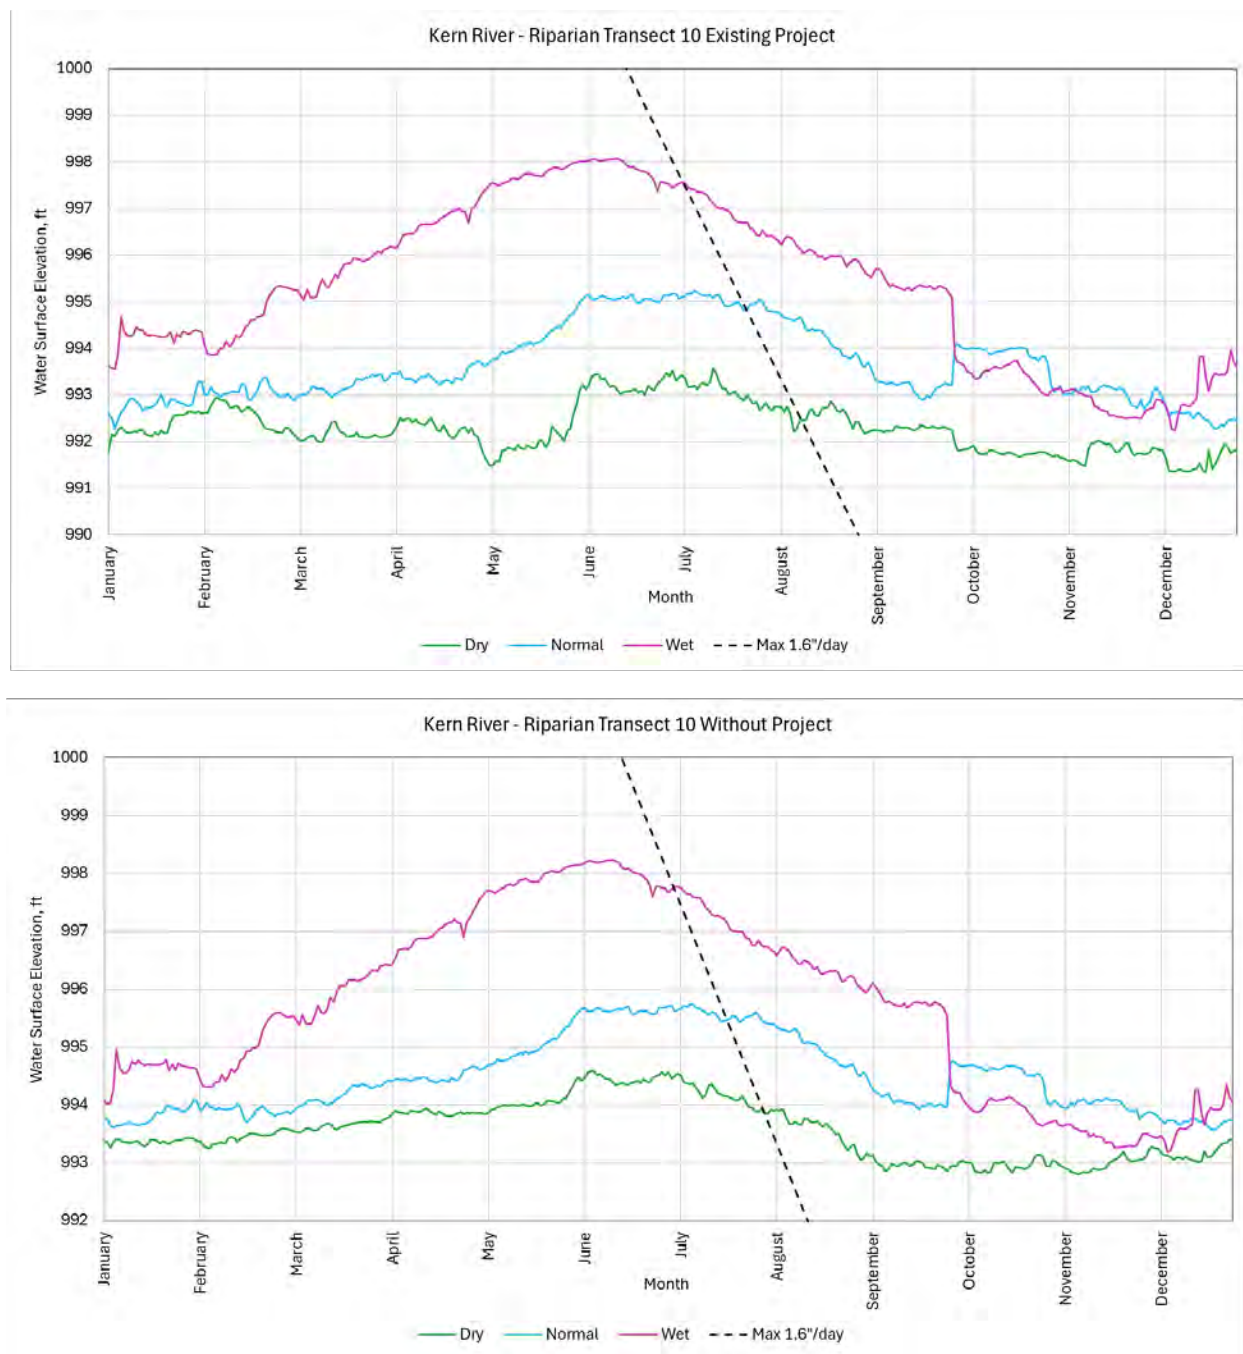 Kern River - Riparian Transect 10 Existing Project
1000
999
998
997
996
995
994
993
992
991
990
Water Surface Elevation, ft
January
February
March
April
May
June
July
August
September
October
November
December
Month
Dry Normal Wet Max 1.6"/day
Kern River - Riparian Transect 10 Without Project
1000
999
998
997
996
995
994
993
992
Water Surface Elevation, ft
January
February
March
April
May
June
July
August
September
October
November
December
Month
Dry Normal Wet Max 1.6"/day